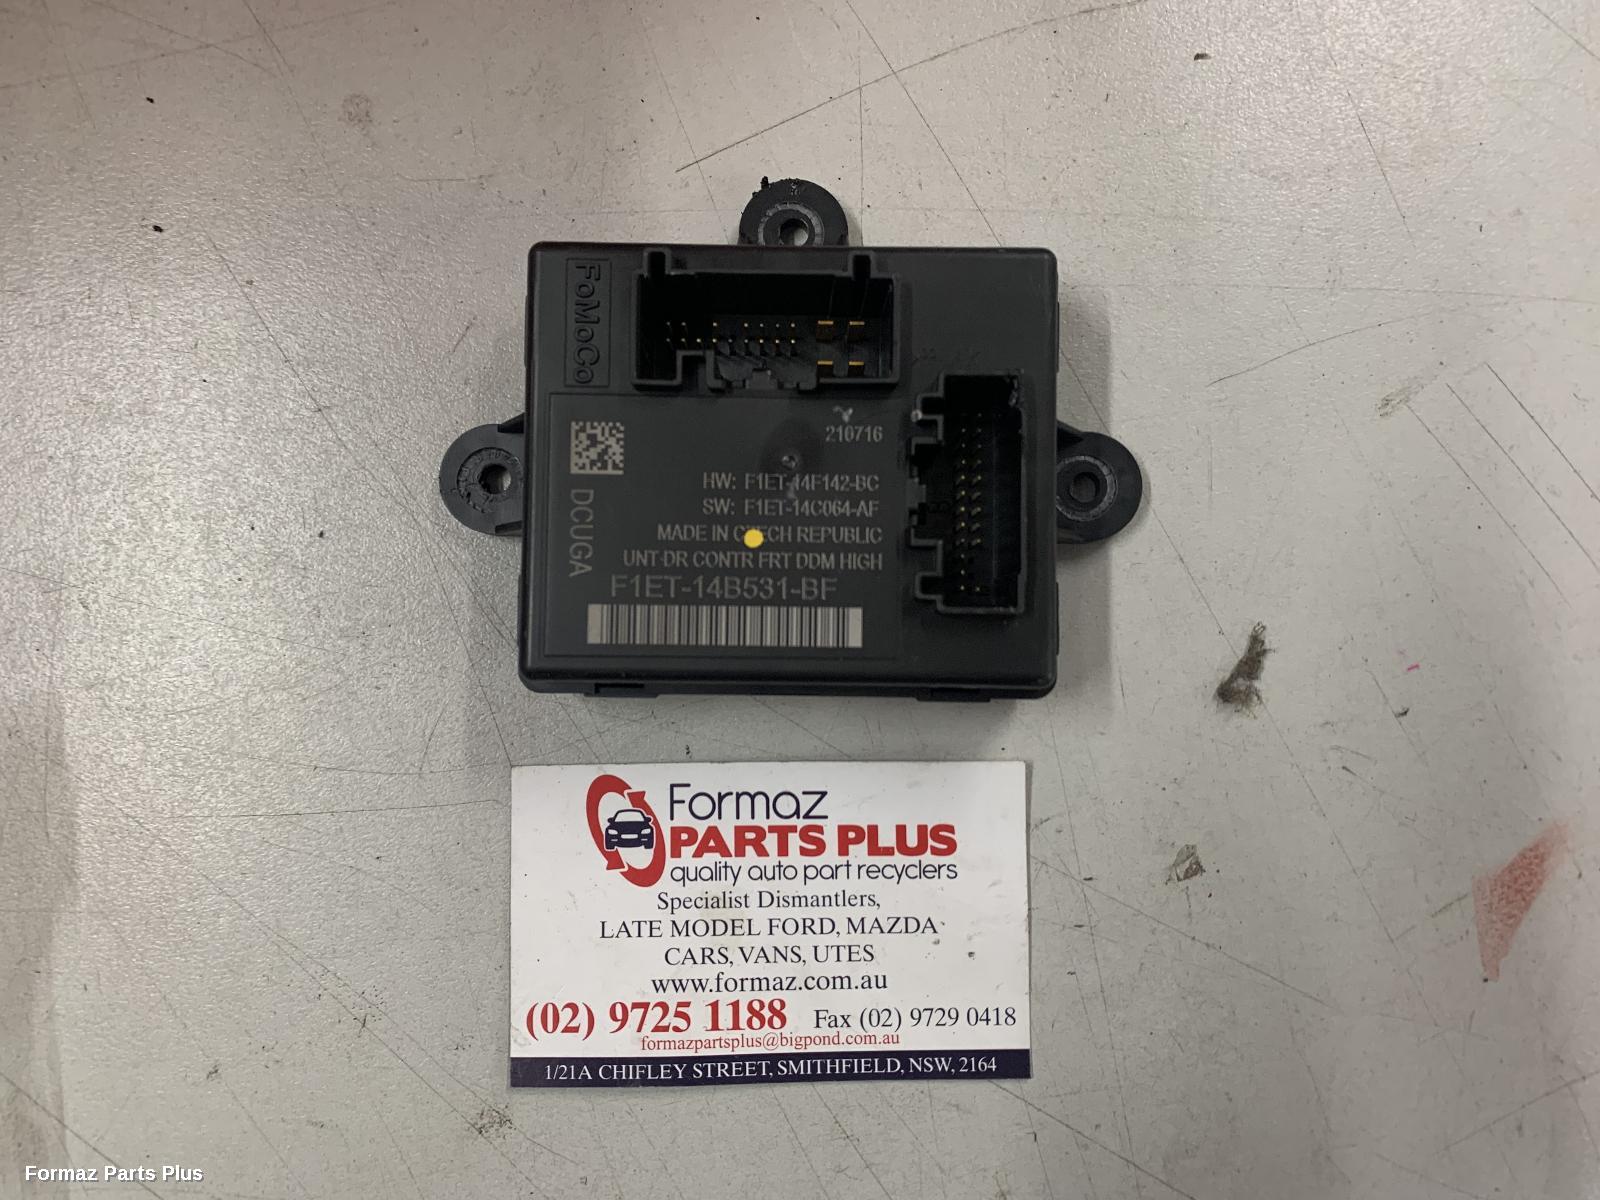 FoMoCo
210716
HW: F1ET-14F142-BC
SW: F1ET-14C064-AF
MADE IN CZECH REPUBLIC
UNT-DR CONTR FRT DDM HIGH
DCUGA
F1ET-14B531-BF
Formaz
PARTS PLUS
quality auto part recyclers
Specialist Dismantlers,
LATE MODEL FORD, MAZDA
CARS, VANS, UTES
www.formaz.com.au
(02) 9725 1188 Fax (02) 9729 0418
formazpartsplus@bigpond.com.au
1/21A CHIFLEY STREET, SMITHFIELD, NSW, 2164
Formaz Parts Plus